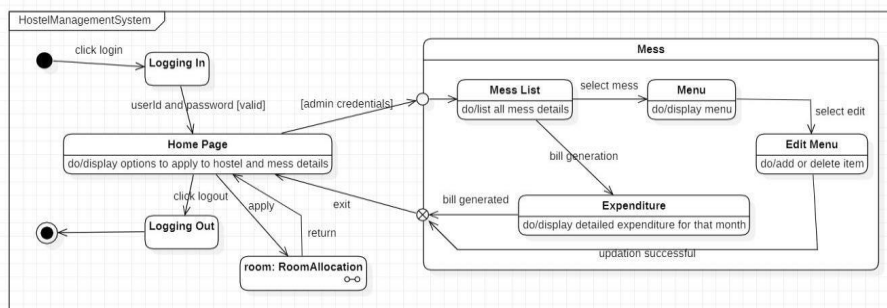 HostelManagementSystem
click login
Logging In
userId and password [valid]
[admin credentials]
Home Page
do/display options to apply to hostel and mess details
click logout
apply
return
exit
Logging Out
room: RoomAllocation
Mess
Mess List
do/list all mess details
select mess
Menu
do/display menu
select edit
Edit Menu
do/add or delete item
bill generation
bill generated
Expenditure
do/display detailed expenditure for that month
updation successful